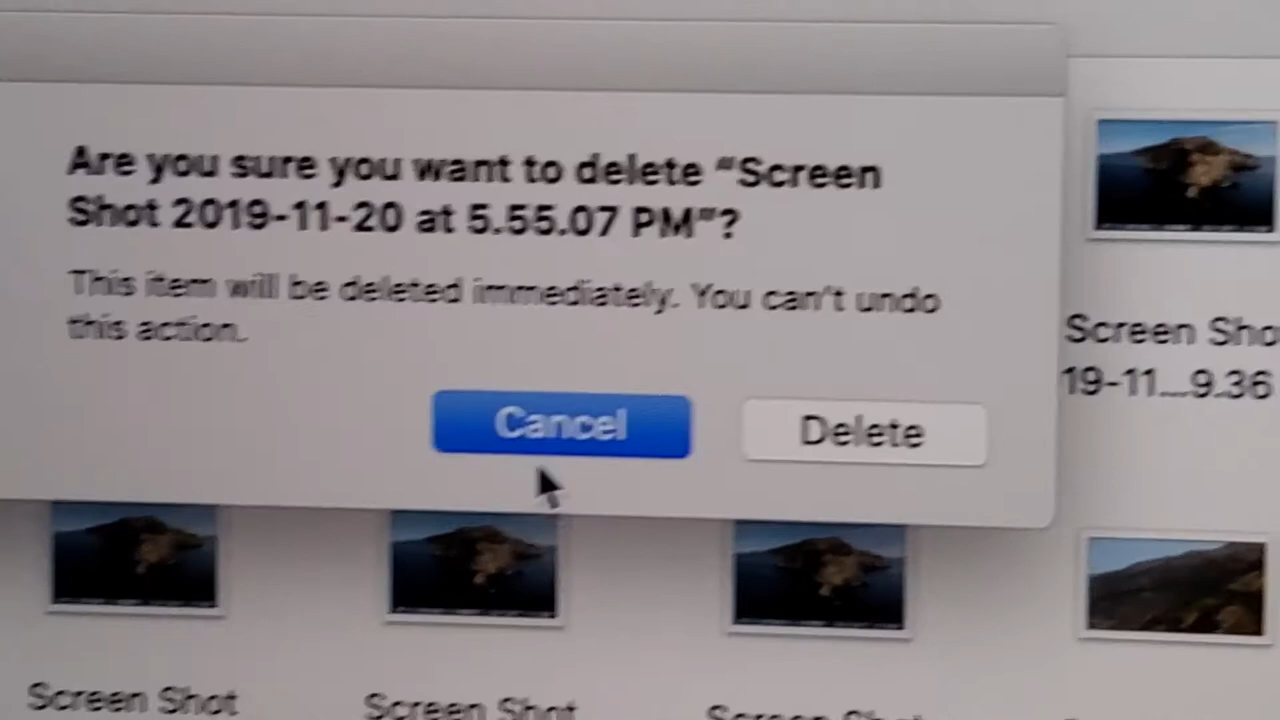 Are you sure you want to delete “Screen
Shot 2019-11-20 at 5.55.07 PM”?
This item will be deleted immediately. You can't undo
this action.
Cancel
Delete
Screen Sho
19-11...9.36
Screen Shot
Screen Shot
Screen Shot